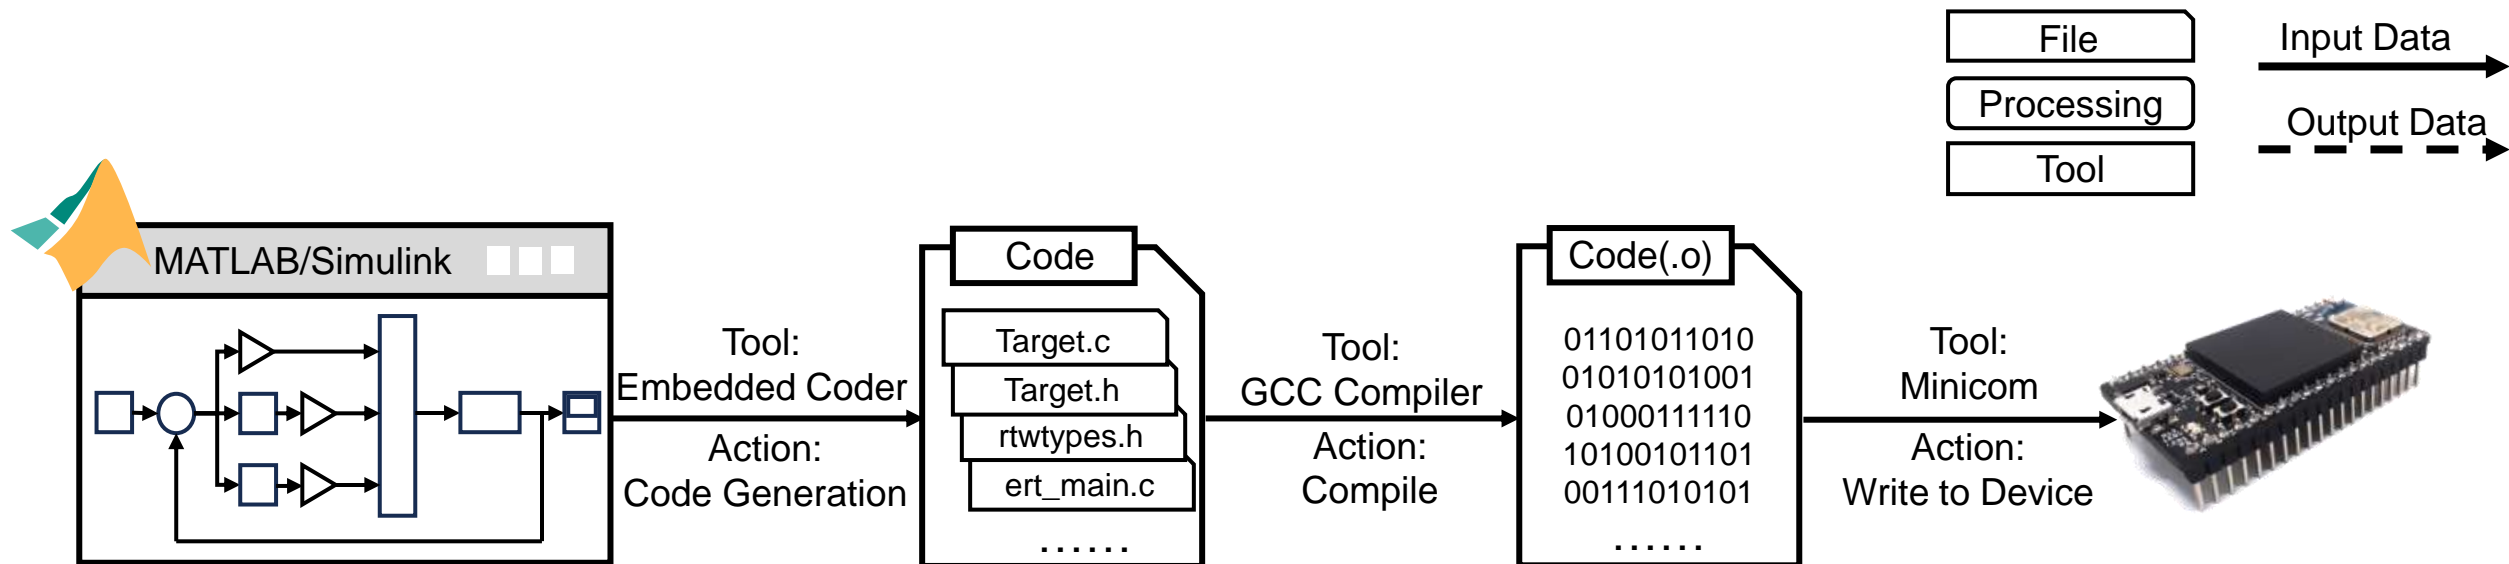 File
Input Data
Processing
Output Data
Tool
MATLAB/Simulink
Code
Code(.o)
Tool:
Embedded Coder
Action:
Code Generation
Target.c
Target.h
rtwtypes.h
ert_main.c
......
Tool:
GCC Compiler
Action:
Compile
01101011010
01010101001
01000111110
10100101101
00111010101
......
Tool:
Minicom
Action:
Write to Device